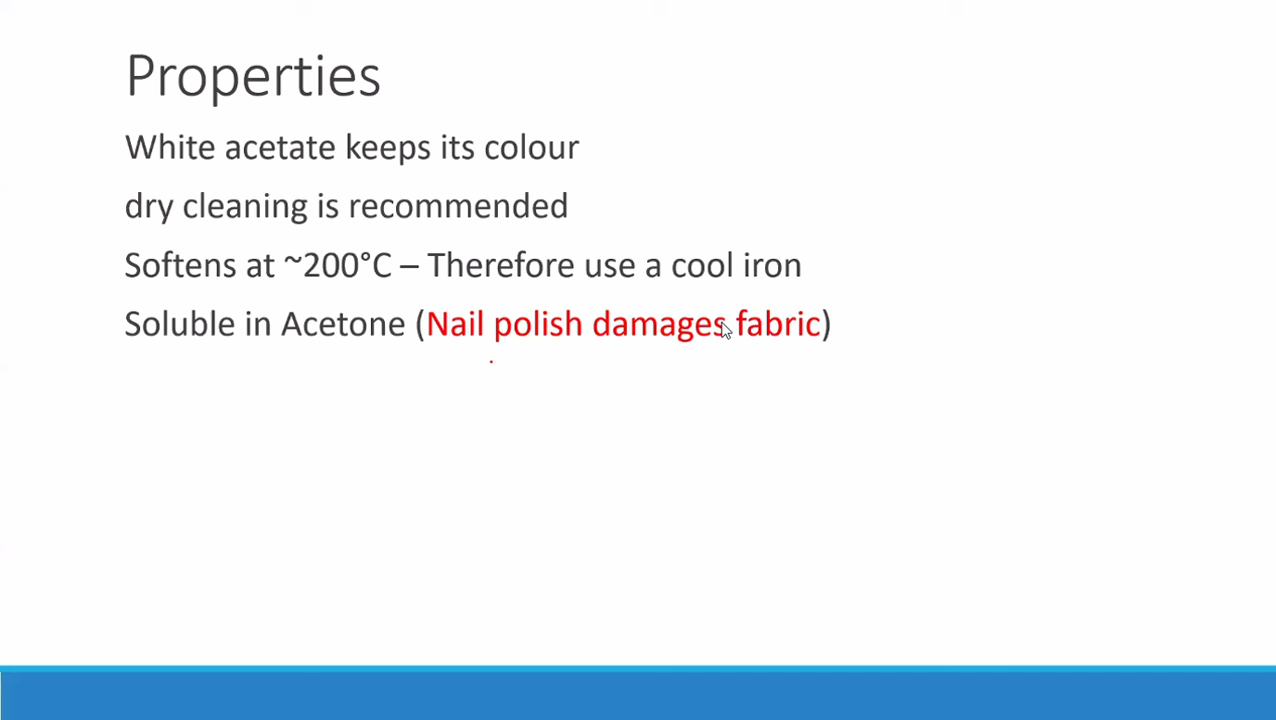 Properties
White acetate keeps its colour
dry cleaning is recommended
Softens at ~200°C – Therefore use a cool iron
Soluble in Acetone (Nail polish damages fabric)